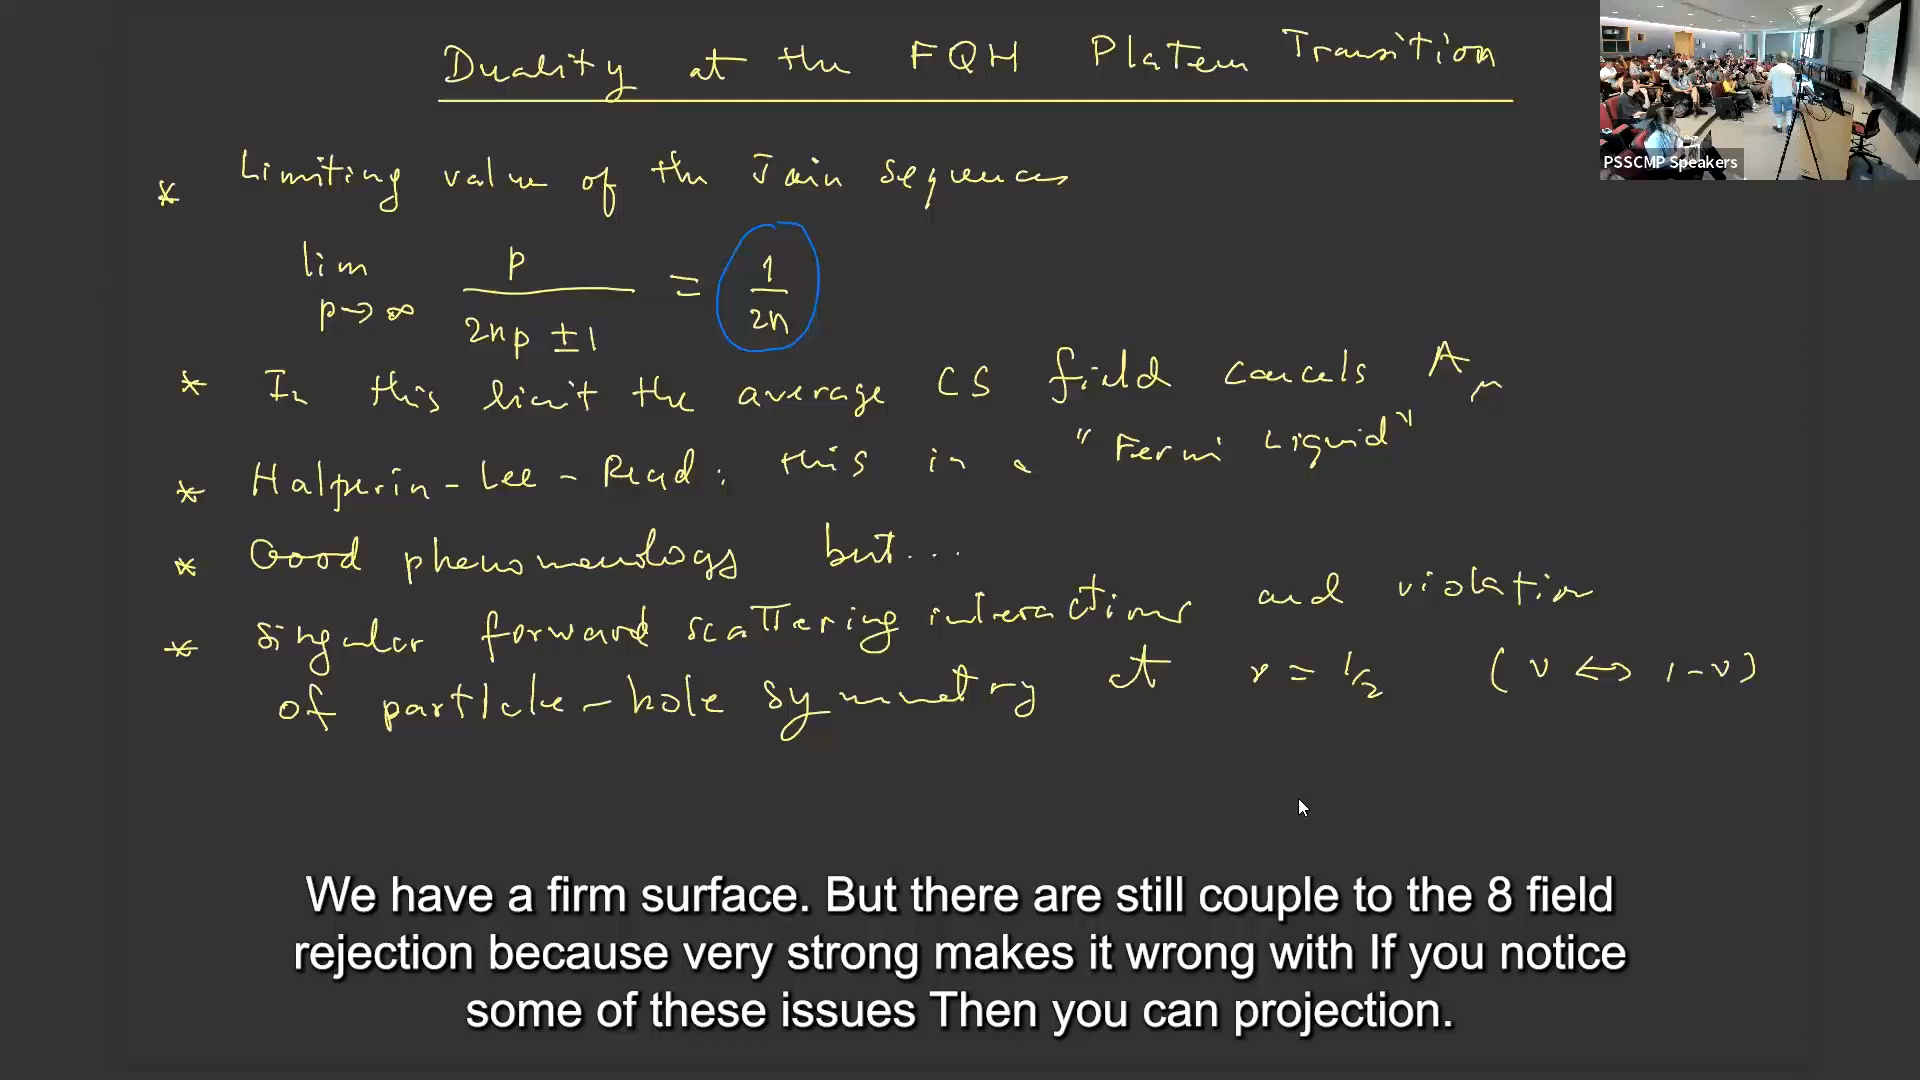 Duality at the FQH Plateau Transition
PSSCMP Speakers
* Limiting value of the Jain sequences
lim p→∞ p / 2np ± 1 = 1 / 2n
* In this limit the average CS field cancels Aμ
* Halperin-Lee-Read: this is a "Fermi Liquid"
* Good phenomenology but...
* Singular forward scattering interactions and violation
of particle-hole symmetry at ν = 1/2 (ν ⟷ 1-ν)
We have a firm surface. But there are still couple to the 8 field
rejection because very strong makes it wrong with If you notice
some of these issues Then you can projection.